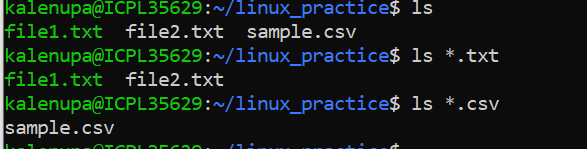 kalenupa@ICPL35629:~/linux_practice$ ls
file1.txt  file2.txt  sample.csv
kalenupa@ICPL35629:~/linux_practice$ ls *.txt
file1.txt  file2.txt
kalenupa@ICPL35629:~/linux_practice$ ls *.csv
sample.csv